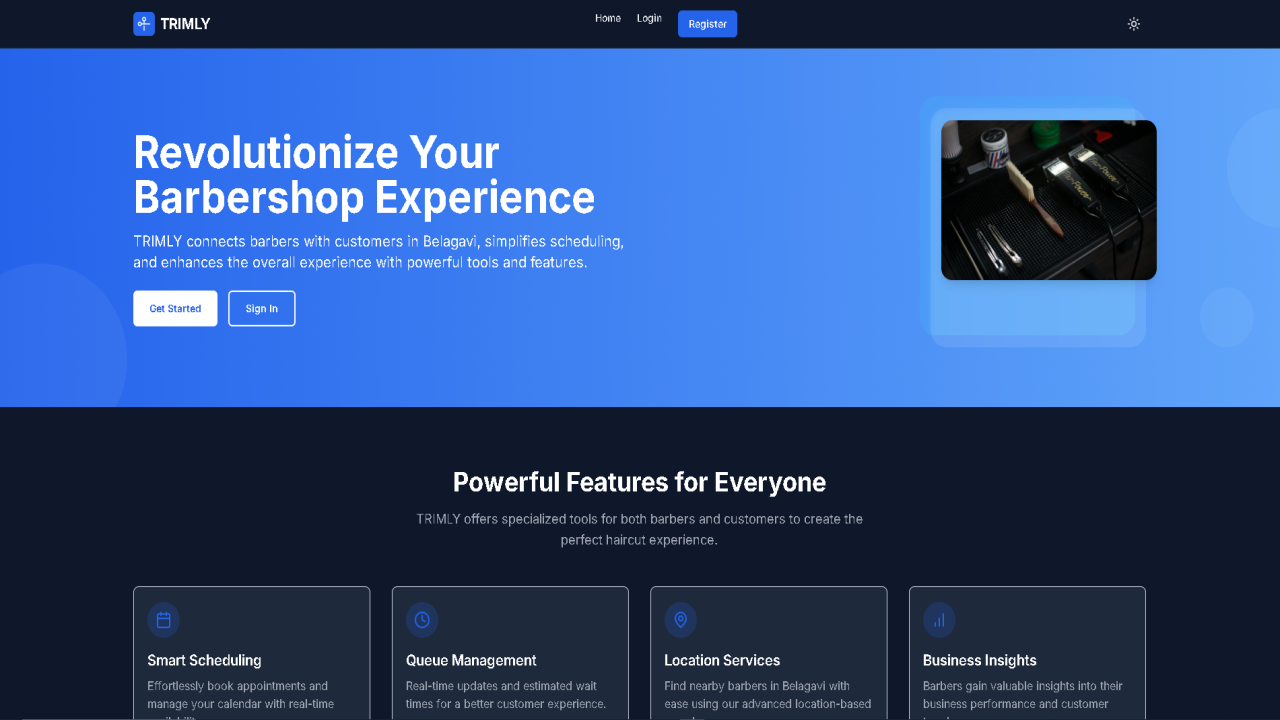 TRIMLY
Home
Login
Register
Revolutionize Your
Barbershop Experience
TRIMLY connects barbers with customers in Belagavi, simplifies scheduling,
and enhances the overall experience with powerful tools and features.
Get Started
Sign In
Powerful Features for Everyone
TRIMLY offers specialized tools for both barbers and customers to create the
perfect haircut experience.
Smart Scheduling
Effortlessly book appointments and
manage your calendar with real-time
Queue Management
Real-time updates and estimated wait
times for a better customer experience.
Location Services
Find nearby barbers in Belagavi with
ease using our advanced location-based
Business Insights
Barbers gain valuable insights into their
business performance and customer